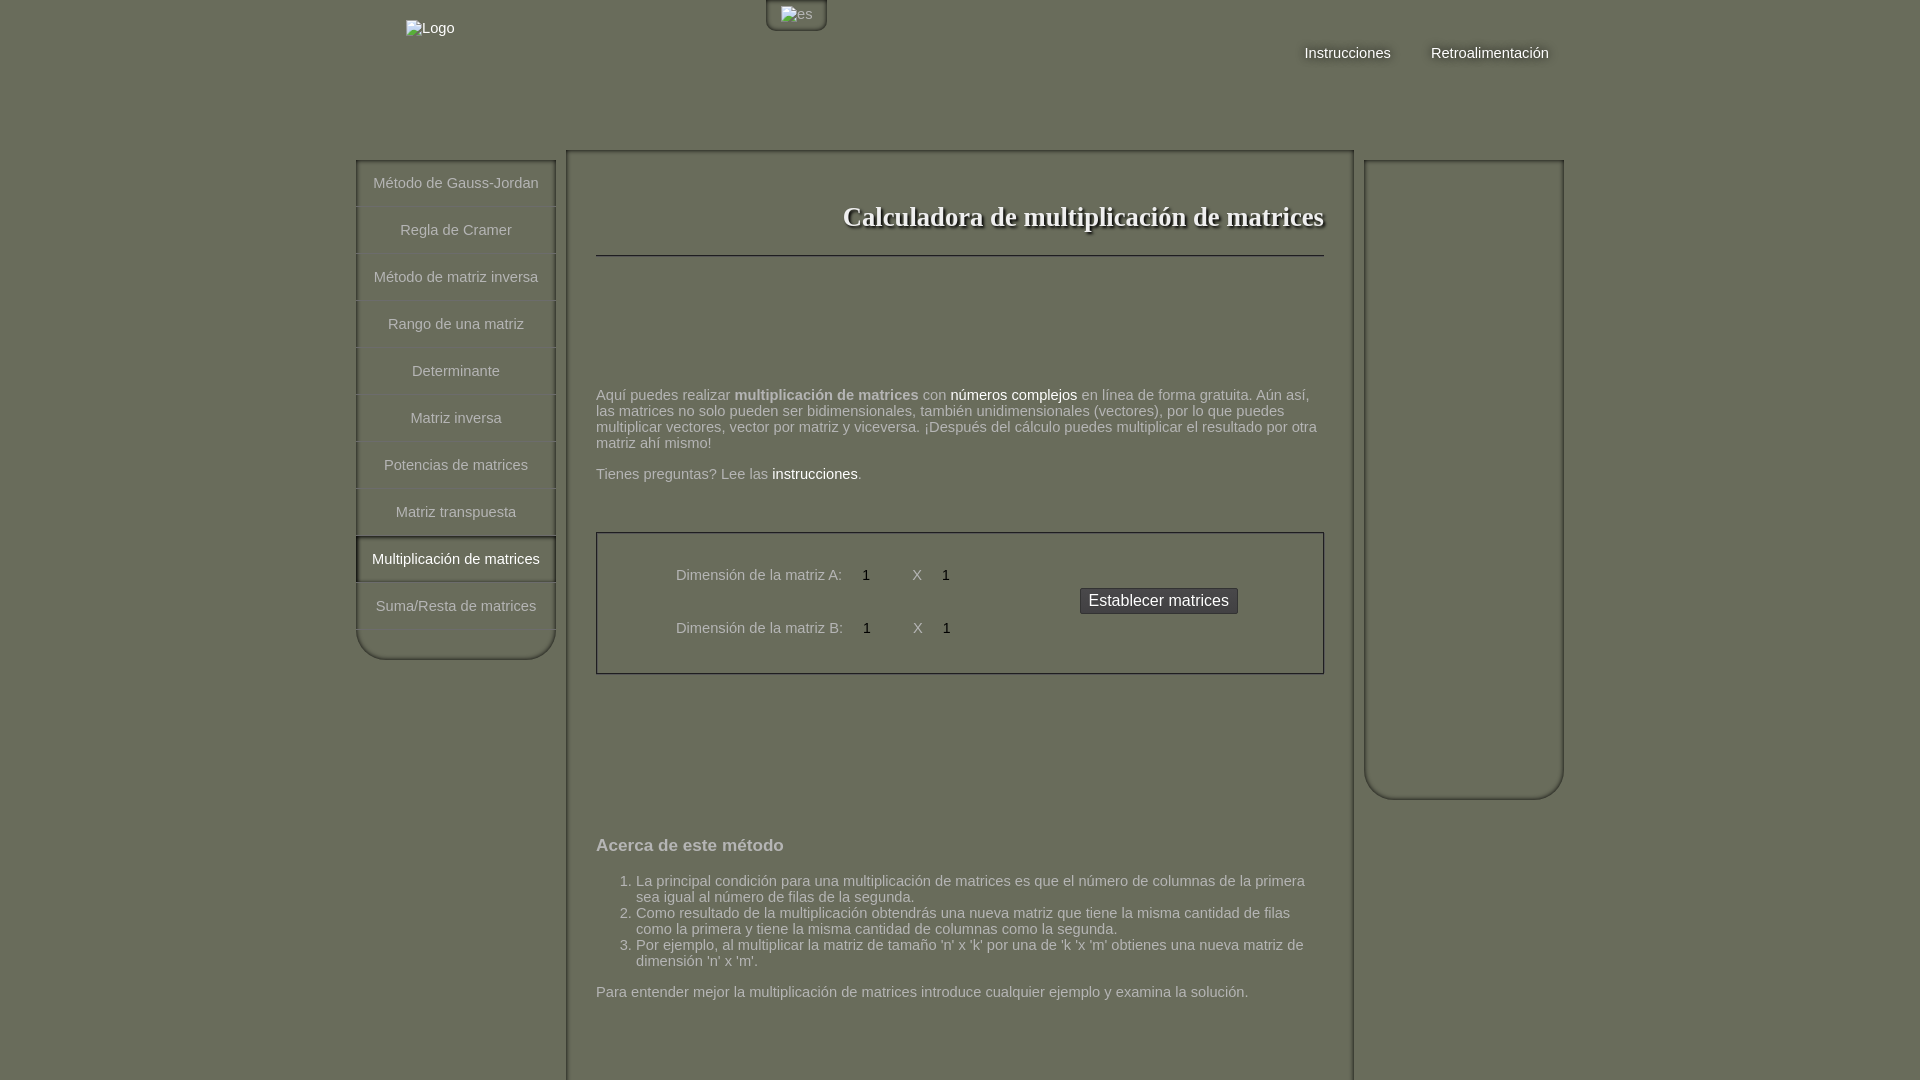 Logo
es
Instrucciones
Retroalimentación
Método de Gauss-Jordan
Regla de Cramer
Método de matriz inversa
Rango de una matriz
Determinante
Matriz inversa
Potencias de matrices
Matriz transpuesta
Multiplicación de matrices
Suma/Resta de matrices
Calculadora de multiplicación de matrices
Aquí puedes realizar multiplicación de matrices con números complejos en línea de forma gratuita. Aún así,
las matrices no solo pueden ser bidimensionales, también unidimensionales (vectores), por lo que puedes
multiplicar vectores, vector por matriz y viceversa. ¡Después del cálculo puedes multiplicar el resultado por otra
matriz ahí mismo!
Tienes preguntas? Lee las instrucciones.
Dimensión de la matriz A: 1 X 1
Dimensión de la matriz B: 1 X 1
Establecer matrices
Acerca de este método
1. La principal condición para una multiplicación de matrices es que el número de columnas de la primera
sea igual al número de filas de la segunda.
2. Como resultado de la multiplicación obtendrás una nueva matriz que tiene la misma cantidad de filas
como la primera y tiene la misma cantidad de columnas como la segunda.
3. Por ejemplo, al multiplicar la matriz de tamaño 'n' x 'k' por una de 'k 'x 'm' obtienes una nueva matriz de
dimensión 'n' x 'm'.
Para entender mejor la multiplicación de matrices introduce cualquier ejemplo y examina la solución.